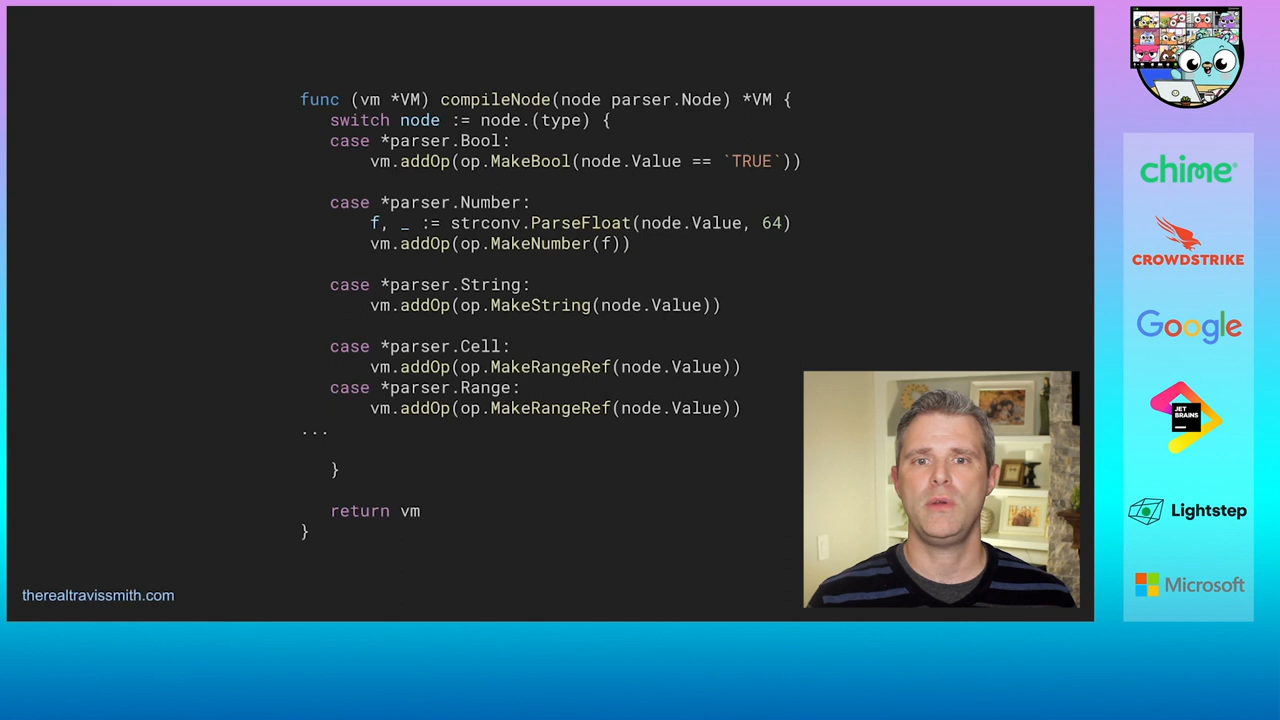 func (vm *VM) compileNode(node parser.Node) *VM {
switch node := node.(type) {
case *parser.Bool:
vm.addOp(op.MakeBool(node.Value == `TRUE`))
case *parser.Number:
f, _ := strconv.ParseFloat(node.Value, 64)
vm.addOp(op.MakeNumber(f))
case *parser.String:
vm.addOp(op.MakeString(node.Value))
case *parser.Cell:
vm.addOp(op.MakeRangeRef(node.Value))
case *parser.Range:
vm.addOp(op.MakeRangeRef(node.Value))
...
}
return vm
}
therealtravissmith.com
chime
CROWDSTRIKE
Google
JET
BRAINS
Lightstep
Microsoft